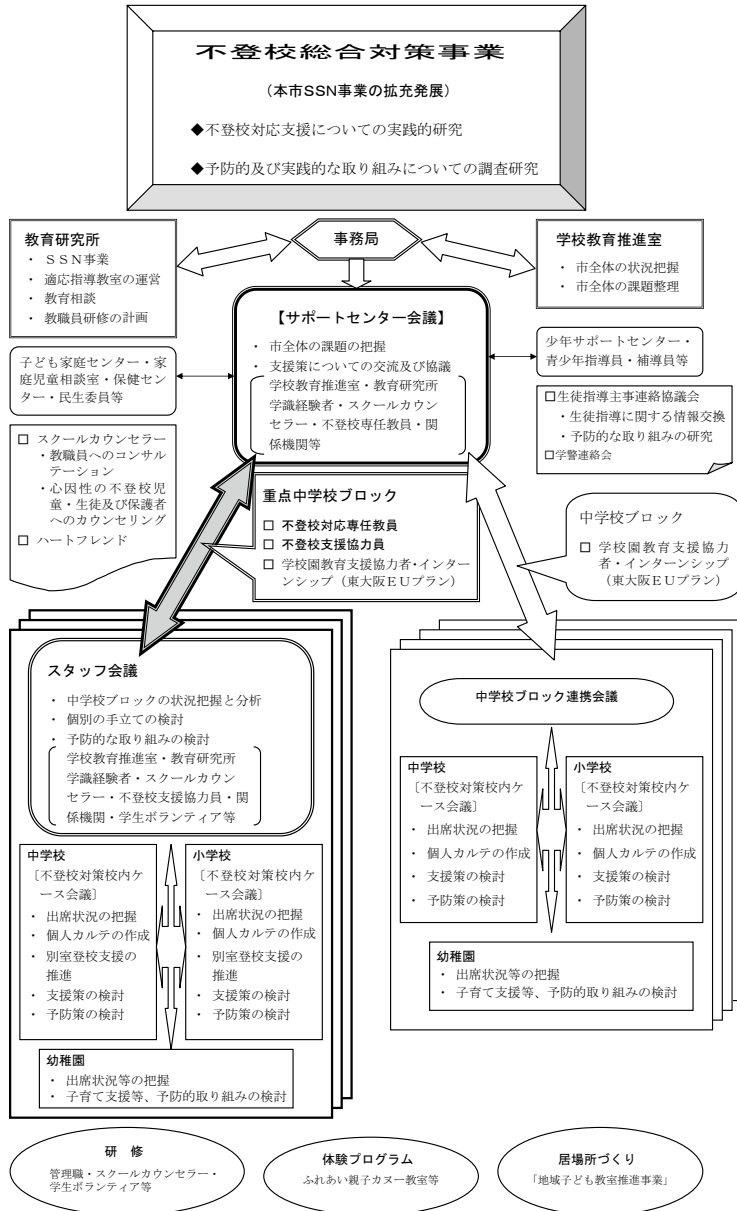 不登校総合対策事業
（本市SSN事業の拡充発展）
◆不登校対応支援についての実践的研究
◆予防的及び実践的な取り組みについての調査研究
事務局
教育研究所
・ ＳＳＮ事業
・ 適応指導教室の運営
・ 教育相談
・ 教職員研修の計画
学校教育推進室
・ 市全体の状況把握
・ 市全体の課題整理
【サポートセンター会議】
・ 市全体の課題の把握
・ 支援策についての交流及び協議
学校教育推進室・教育研究所
学識経験者・スクールカウン
セラー・不登校専任教員・関
係機関等
子ども家庭センター・家
庭児童相談室・保健セン
ター・民生委員等
少年サポートセンター・
青少年指導員・補導員等
□ スクールカウンセラー
・教職員へのコンサル
テーション
・心因性の不登校児
童・生徒及び保護者
へのカウンセリング
□ ハートフレンド
□生徒指導主事連絡協議会
・生徒指導に関する情報交換
・予防的な取り組みの研究
□学警連絡会
重点中学校ブロック
□ 不登校対応専任教員
□ 不登校支援協力員
□ 学校園教育支援協力者・インター
ンシップ（東大阪ＥＵプラン）
中学校ブロック
□ 学校園教育支援協力
者・インターンシップ
（東大阪ＥＵプラン）
スタッフ会議
・ 中学校ブロックの状況把握と分析
・ 個別の手立ての検討
・ 予防的な取り組みの検討
学校教育推進室・教育研究所
学識経験者・スクールカウン
セラー・不登校支援協力員・関
係機関・学生ボランティア等
中学校
〔不登校対策校内ケ
ース会議〕
・ 出席状況の把握
・ 個人カルテの作成
・ 別室登校支援の
推進
・ 支援策の検討
・ 予防策の検討
小学校
〔不登校対策校内ケ
ース会議〕
・ 出席状況の把握
・ 個人カルテの作成
・ 別室登校支援の
推進
・ 支援策の検討
・ 予防策の検討
幼稚園
・ 出席状況等の把握
・ 子育て支援等、予防的取り組みの検討
中学校ブロック連携会議
中学校
〔不登校対策校内ケ
ース会議〕
・ 出席状況の把握
・ 個人カルテの作成
・ 支援策の検討
・ 予防策の検討
小学校
〔不登校対策校内ケ
ース会議〕
・ 出席状況の把握
・ 個人カルテの作成
・ 支援策の検討
・ 予防策の検討
幼稚園
・ 出席状況等の把握
・ 子育て支援等、予防的取り組みの検討
研 修
管理職・スクールカウンセラー・
学生ボランティア等
体験プログラム
ふれあい親子カヌー教室等
居場所づくり
「地域子ども教室推進事業」